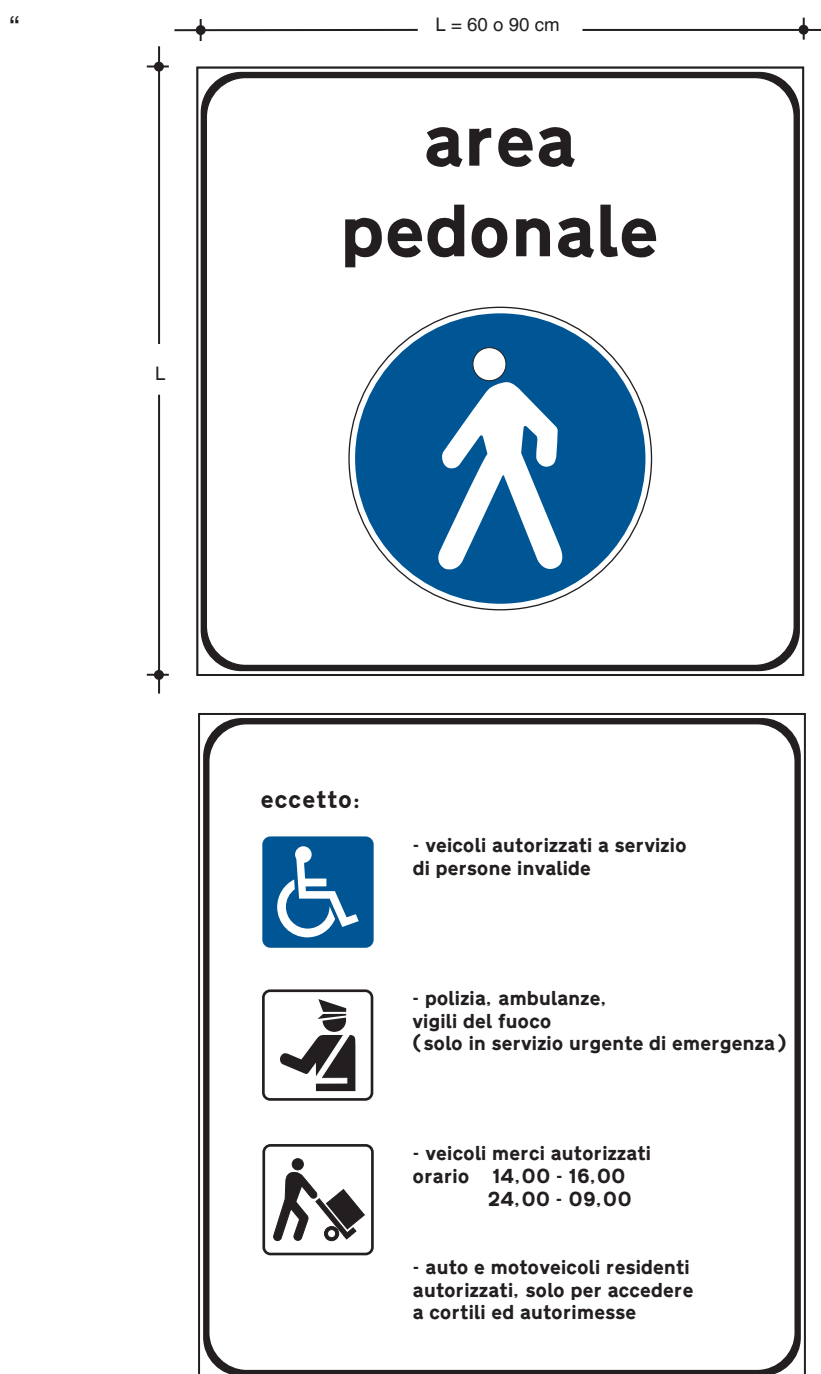 “
L = 60 o 90 cm
area
pedonale
L
eccetto:
- veicoli autorizzati a servizio
di persone invalide
- polizia, ambulanze,
vigili del fuoco
(solo in servizio urgente di emergenza)
- veicoli merci autorizzati
orario 14,00 - 16,00
24,00 - 09,00
- auto e motoveicoli residenti
autorizzati, solo per accedere
a cortili ed autorimesse